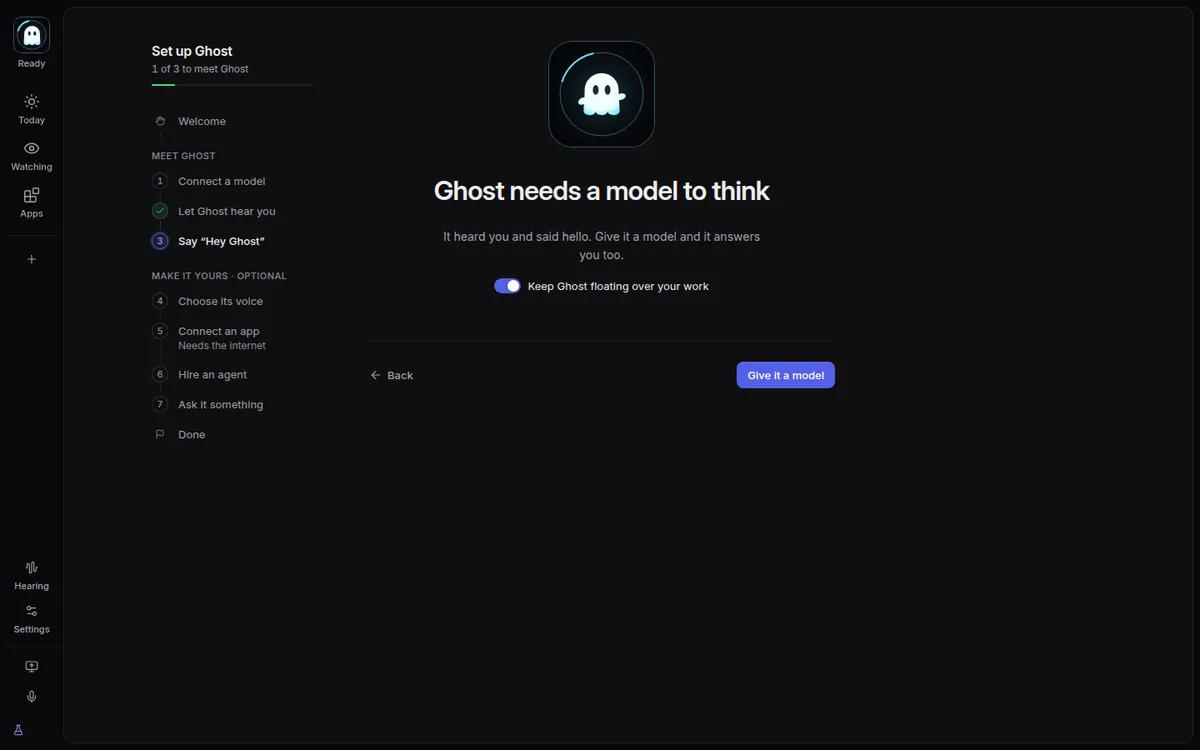 Ready
Today
Watching
Apps
Hearing
Settings
Set up Ghost
1 of 3 to meet Ghost
Welcome
MEET GHOST
1 Connect a model
Let Ghost hear you
3 Say “Hey Ghost”
MAKE IT YOURS · OPTIONAL
4 Choose its voice
5 Connect an app
Needs the internet
6 Hire an agent
7 Ask it something
Done
Ghost needs a model to think
It heard you and said hello. Give it a model and it answers
you too.
Keep Ghost floating over your work
Back
Give it a model